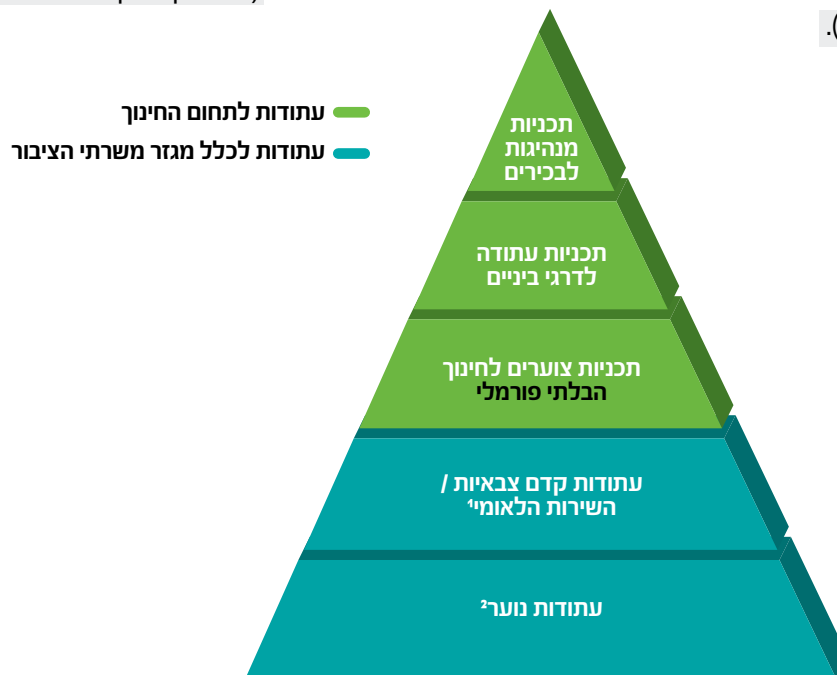 .(
עתודות לתחום החינוך
עתודות לכלל מגזר משרתי הציבור
תכניות
מנהיגות
לבכירים
תכניות עתודה
לדרגי ביניים
תכניות צוערים לחינוך
הבלתי פורמלי
עתודות קדם צבאיות /
השירות הלאומי¹
עתודות נוער²